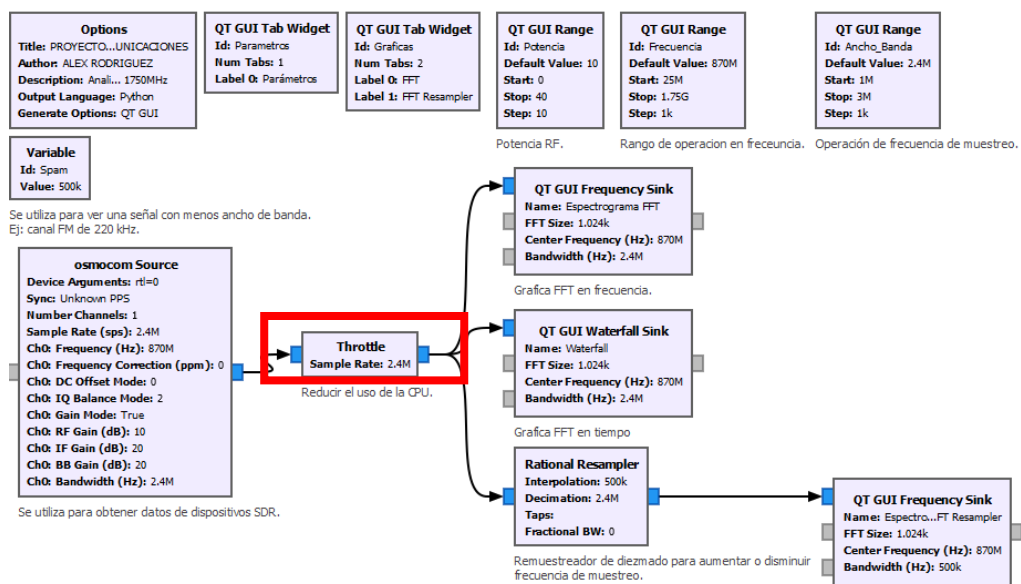 Options
Title: PROYECTO...UNICACIONES
Author: ALEX RODRIGUEZ
Description: Anali... 1750MHz
Output Language: Python
Generate Options: QT GUI
QT GUI Tab Widget
Id: Parametros
Num Tabs: 1
Label 0: Parámetros
QT GUI Tab Widget
Id: Graficas
Num Tabs: 2
Label 0: FFT
Label 1: FFT Resampler
QT GUI Range
Id: Potencia
Default Value: 10
Start: 0
Stop: 40
Step: 10
Potencia RF.
QT GUI Range
Id: Frecuencia
Default Value: 870M
Start: 25M
Stop: 1.75G
Step: 1k
Rango de operacion en freceuncia.
QT GUI Range
Id: Ancho_Banda
Default Value: 2.4M
Start: 1M
Stop: 3M
Step: 1k
Operación de frecuencia de muestreo.
Variable
Id: Spam
Value: 500k
Se utiliza para ver una señal con menos ancho de banda.
Ej: canal FM de 220 kHz.
osmocom Source
Device Arguments: rtl=0
Sync: Unknown PPS
Number Channels: 1
Sample Rate (sps): 2.4M
Ch0: Frequency (Hz): 870M
Ch0: Frequency Correction (ppm): 0
Ch0: DC Offset Mode: 0
Ch0: IQ Balance Mode: 2
Ch0: Gain Mode: True
Ch0: RF Gain (dB): 10
Ch0: IF Gain (dB): 20
Ch0: BB Gain (dB): 20
Ch0: Bandwidth (Hz): 2.4M
Se utiliza para obtener datos de dispositivos SDR.
Throttle
Sample Rate: 2.4M
Reducir el uso de la CPU.
QT GUI Frequency Sink
Name: Espectrograma FFT
FFT Size: 1.024k
Center Frequency (Hz): 870M
Bandwidth (Hz): 2.4M
Grafica FFT en frecuencia.
QT GUI Waterfall Sink
Name: Waterfall
FFT Size: 1.024k
Center Frequency (Hz): 870M
Bandwidth (Hz): 2.4M
Grafica FFT en tiempo
Rational Resampler
Interpolation: 500k
Decimation: 2.4M
Taps:
Fractional BW: 0
Remuestreador de diezmado para aumentar o disminuir
frecuencia de muestreo.
QT GUI Frequency Sink
Name: Espectro...FT Resampler
FFT Size: 1.024k
Center Frequency (Hz): 870M
Bandwidth (Hz): 500k